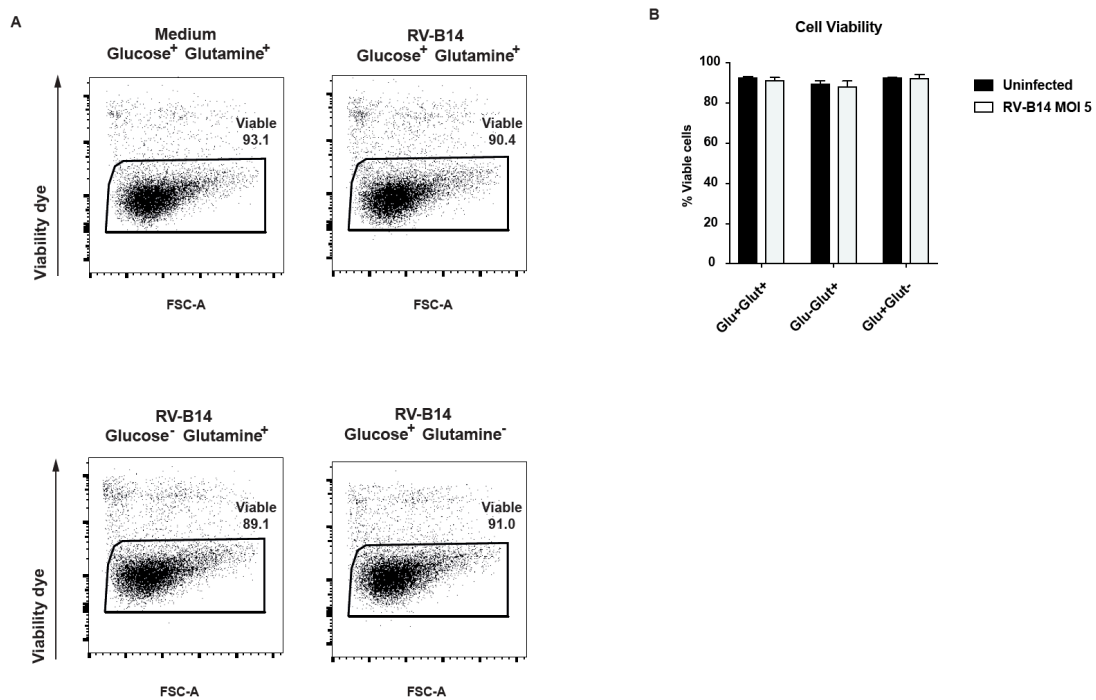 A
Medium
Glucose+ Glutamine+
Viable
93.1
Viability dye
FSC-A
RV-B14
Glucose+ Glutamine+
Viable
90.4
FSC-A
RV-B14
Glucose- Glutamine+
Viable
89.1
Viability dye
FSC-A
RV-B14
Glucose+ Glutamine-
Viable
91.0
FSC-A
B
Cell Viability
% Viable cells
100
80
60
40
20
0
Glu+Glut+
Glu-Glut+
Glu+Glut-
Uninfected
RV-B14 MOI 5